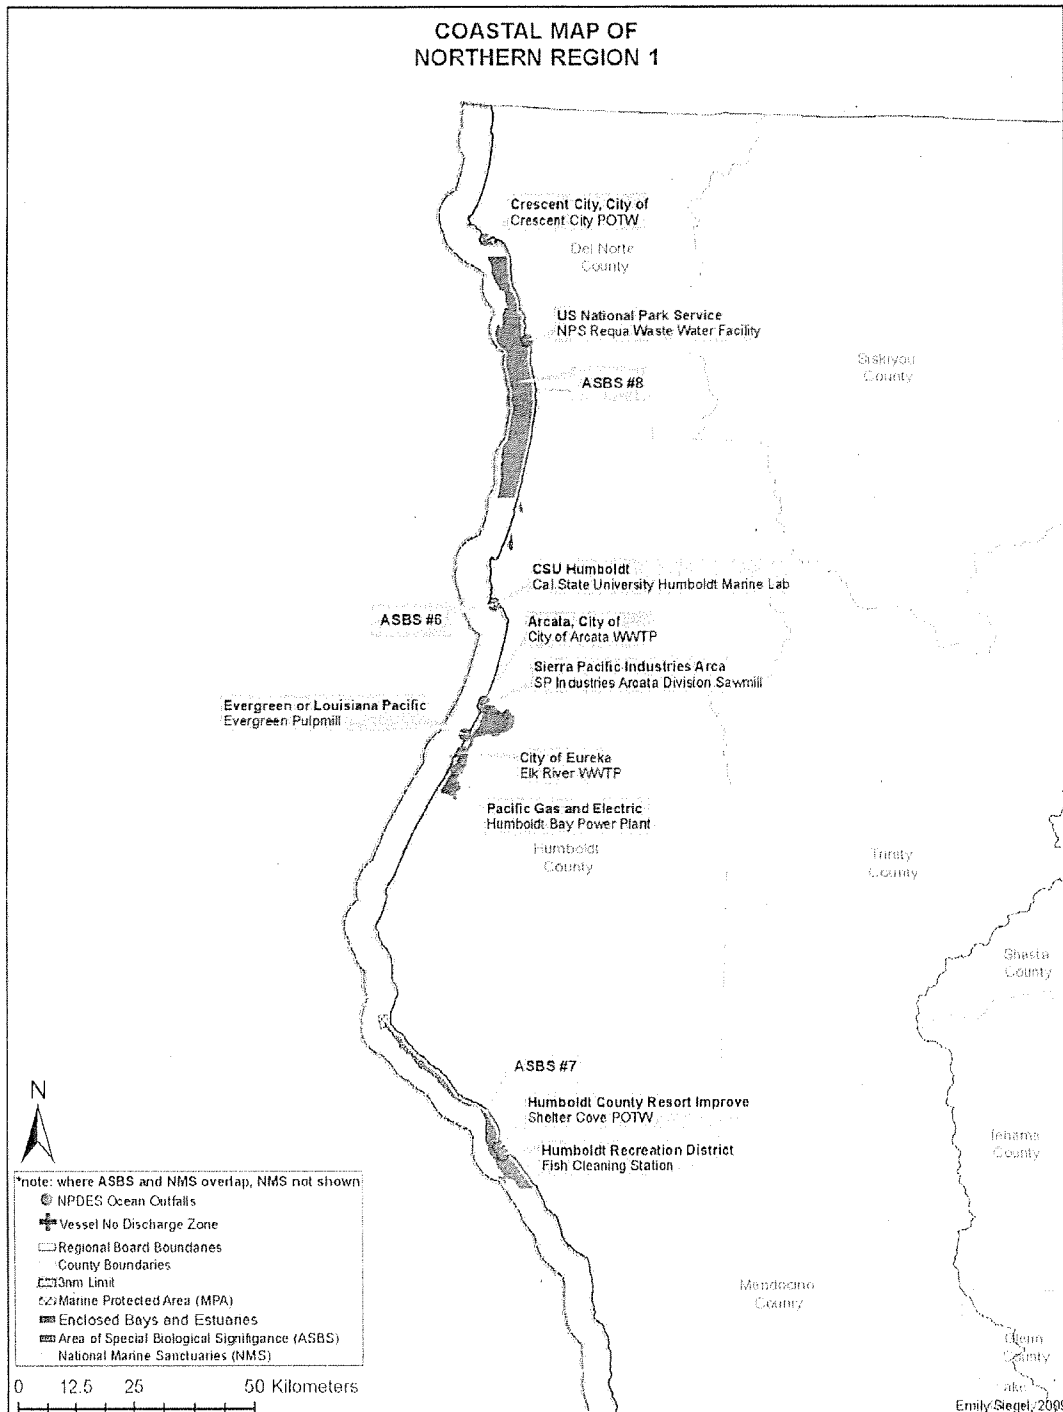 COASTAL MAP OF
NORTHERN REGION 1
Crescent City, City of
Crescent City POTW
Del Norte
County
US National Park Service
NPS Requa Waste Water Facility
Siskiyou
County
ASBS #8
CSU Humboldt
Cal.State University Humboldt Marine Lab
ASBS #6
Arcata, City of
City of Arcata WWTP
Sierra Pacific Industries Arca
SP Industries Arcata Division Sawmill
Evergreen or Louisiana Pacific
Evergreen Pulpmill
City of Eureka
Elk River WWTP
Pacific Gas and Electric
Humboldt Bay Power Plant
Humboldt
County
Trinity
County
Shasta
County
ASBS #7
Humboldt County Resort Improve
Shelter Cove POTW
Humboldt Recreation District
Fish Cleaning Station
Tehama
County
N
*note: where ASBS and NMS overlap, NMS not shown
NPDES Ocean Outfalls
Vessel No Discharge Zone
Regional Board Boundaries
County Boundaries
3nm Limit
Marine Protected Area (MPA)
Enclosed Bays and Estuaries
Area of Special Biological Signifigance (ASBS)
National Marine Sanctuaries (NMS)
Mendocino
County
Glenn
County
Lake
0 12.5 25 50 Kilometers
Emily Siegel,